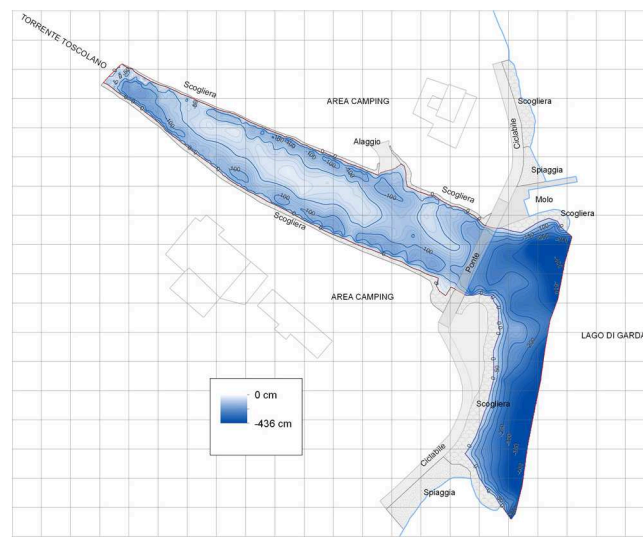 TORRENTE TOSCOLANO
Scogliera
AREA CAMPING
Alaggio
Ciclabile
Scogliera
Spiaggia
Molo
Scogliera
Scogliera
Scogliera
Ponte
AREA CAMPING
LAGO DI GARDA
0 cm
-436 cm
Scogliera
Ciclabile
Spiaggia